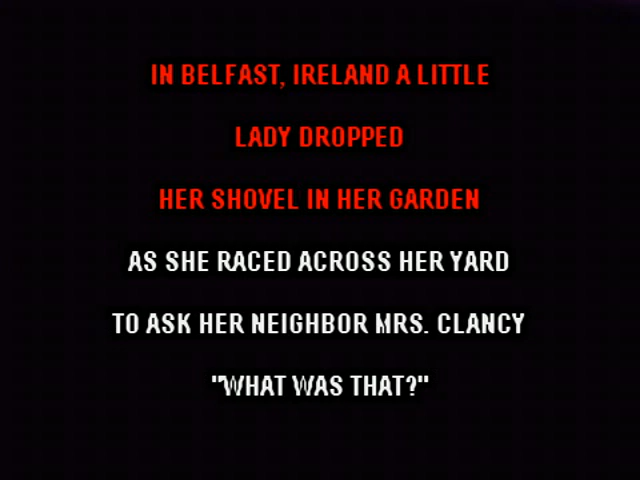 IN BELFAST, IRELAND A LITTLE
LADY DROPPED
HER SHOVEL IN HER GARDEN
AS SHE RACED ACROSS HER YARD
TO ASK HER NEIGHBOR MRS. CLANCY
"WHAT WAS THAT?"